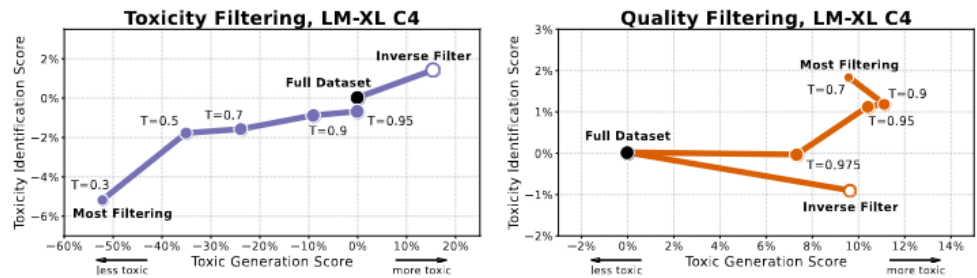 Toxicity Filtering, LM-XL C4
Toxicity Identification Score
2%
0%
−2%
−4%
−6%
Inverse Filter
Full Dataset
T=0.5
T=0.7
T=0.9
T=0.95
T=0.3
Most Filtering
−60%
−50%
−40%
−30%
−20%
−10%
0%
10%
20%
less toxic
Toxic Generation Score
more toxic
Quality Filtering, LM-XL C4
Toxicity Identification Score
3%
2%
1%
0%
−1%
−2%
Most Filtering
T=0.7
T=0.9
T=0.95
Full Dataset
T=0.975
Inverse Filter
−2%
0%
2%
4%
6%
8%
10%
12%
14%
less toxic
Toxic Generation Score
more toxic